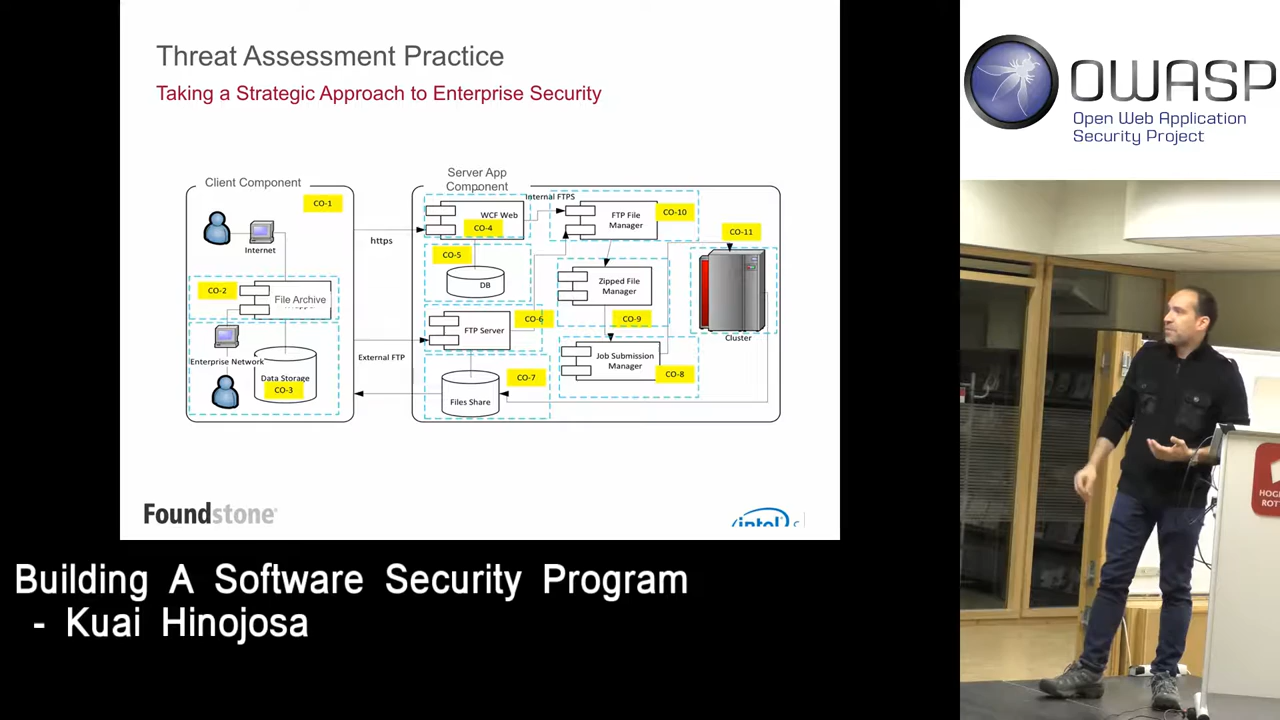 Threat Assessment Practice
Taking a Strategic Approach to Enterprise Security
Client Component
CO-1
Internet
CO-2
File Archive
Enterprise Network
Data Storage
CO-3
https
External FTP
Server App
Component
WCF Web
CO-4
Internal FTPS
FTP File
Manager
CO-10
CO-5
DB
Zipped File
Manager
CO-11
Cluster
FTP Server
CO-6
CO-9
Job Submission
Manager
CO-8
CO-7
Files Share
Foundstone
intel
Building A Software Security Program
- Kuai Hinojosa
OWASP
Open Web Application
Security Project